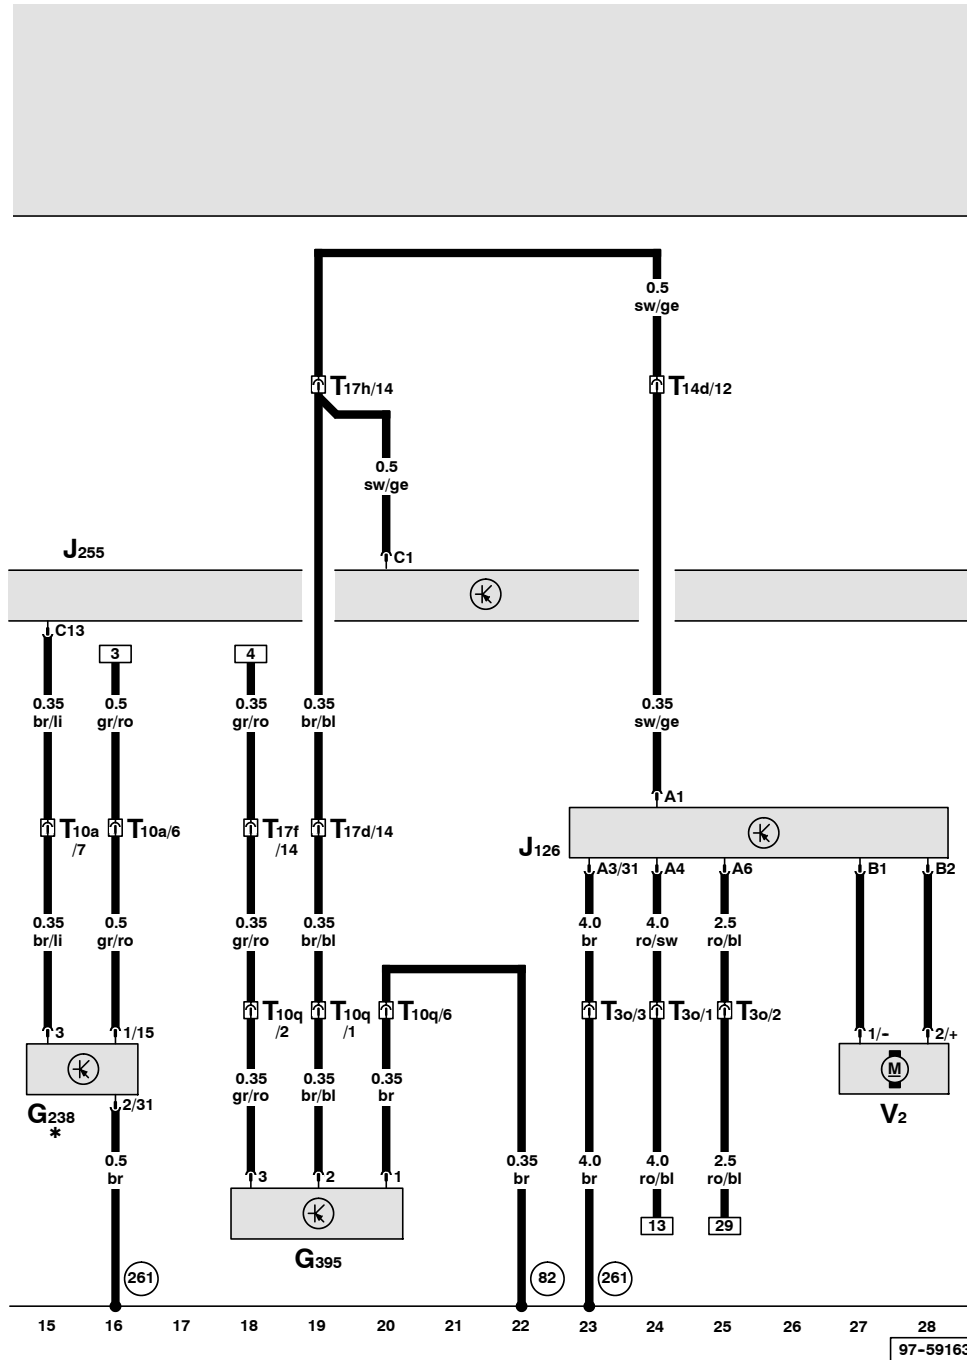 0.5
sw/ge
T17h/14
T14d/12
0.5
sw/ge
J255
C1
C13
3
4
0.35
br/li
0.5
gr/ro
0.35
gr/ro
0.35
br/bl
0.35
sw/ge
A1
T10a
/7
T10a/6
T17f
/14
T17d/14
J126
A3/31
A4
A6
B1
B2
0.35
br/li
0.5
gr/ro
0.35
gr/ro
0.35
br/bl
4.0
br
4.0
ro/sw
2.5
ro/bl
T10q
/2
T10q
/1
T10q/6
T3o/3
T3o/1
T3o/2
3
1/15
1/-
2/+
M
0.35
gr/ro
0.35
br/bl
0.35
br
G238
*
2/31
V2
0.5
br
3
2
1
0.35
br
4.0
br
4.0
ro/bl
2.5
ro/bl
13
29
G395
261
82
261
15 16 17 18 19 20 21 22 23 24 25 26 27 28
97-59163